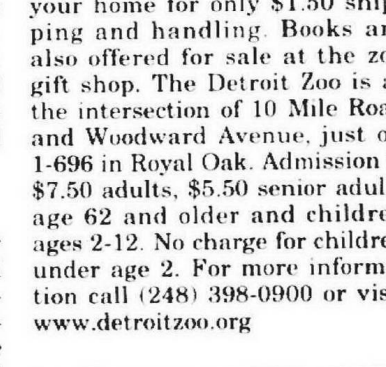 your home for only $1.50 ship
ping and handling. Books ar
also offered for sale at the zo
gift shop. The Detroit Zoo is a
the intersection of 10 Mile Roa
and Woodward Avenue, just o
1-696 in Royal Oak. Admission
$7.50 adults, $5.50 senior adul
age 62 and older and childre
ages 2-12. No charge for childre
under age 2. For more inform
tion call (248) 398-0900 or vis
www.detroitzoo.org